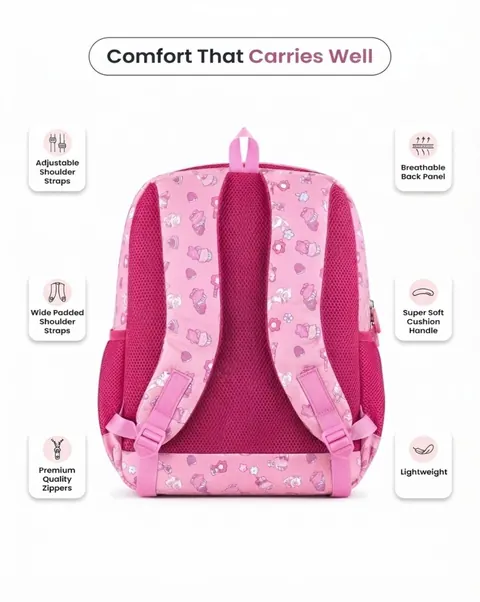 Comfort That Carries Well
Adjustable
Shoulder
Straps
Breathable
Back Panel
Wide Padded
Shoulder
Straps
Super Soft
Cushion
Handle
Premium
Quality
Zippers
Lightweight